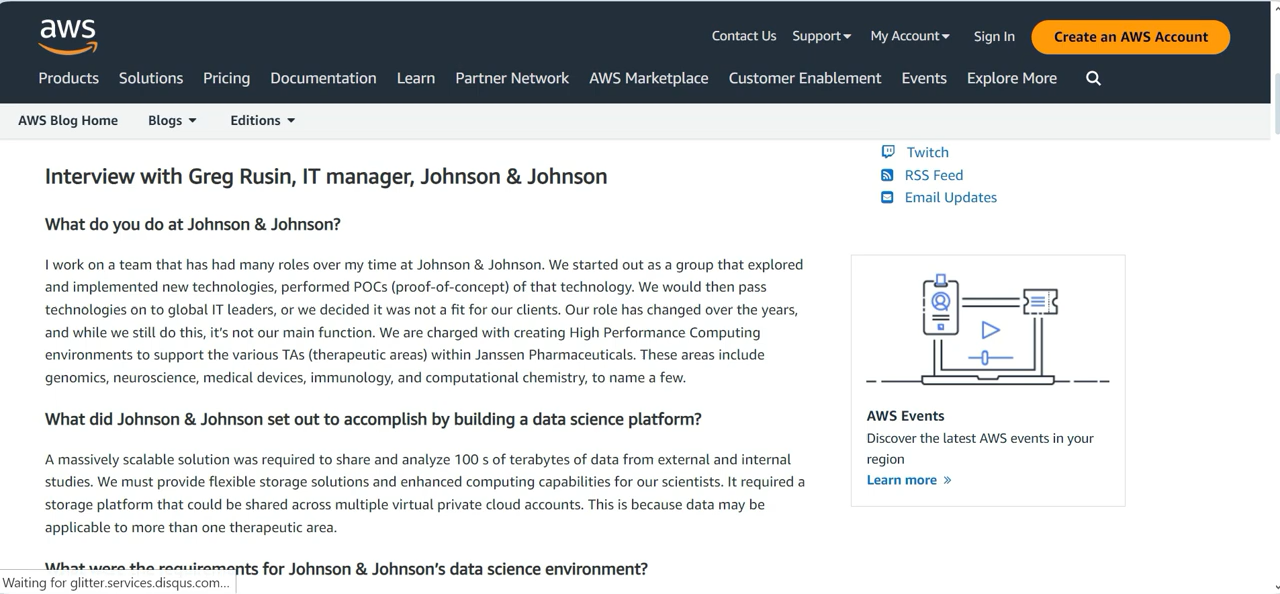 aws
Contact Us Support My Account Sign In Create an AWS Account
Products Solutions Pricing Documentation Learn Partner Network AWS Marketplace Customer Enablement Events Explore More
AWS Blog Home Blogs Editions
Twitch
RSS Feed
Email Updates
Interview with Greg Rusin, IT manager, Johnson & Johnson
What do you do at Johnson & Johnson?
I work on a team that has had many roles over my time at Johnson & Johnson. We started out as a group that explored
and implemented new technologies, performed POCs (proof-of-concept) of that technology. We would then pass
technologies on to global IT leaders, or we decided it was not a fit for our clients. Our role has changed over the years,
and while we still do this, it's not our main function. We are charged with creating High Performance Computing
environments to support the various TAs (therapeutic areas) within Janssen Pharmaceuticals. These areas include
genomics, neuroscience, medical devices, immunology, and computational chemistry, to name a few.
What did Johnson & Johnson set out to accomplish by building a data science platform?
A massively scalable solution was required to share and analyze 100 s of terabytes of data from external and internal
studies. We must provide flexible storage solutions and enhanced computing capabilities for our scientists. It required a
storage platform that could be shared across multiple virtual private cloud accounts. This is because data may be
applicable to more than one therapeutic area.
What were the requirements for Johnson & Johnson's data science environment?
AWS Events
Discover the latest AWS events in your
region
Learn more »
Waiting for glitter.services.disqus.com...